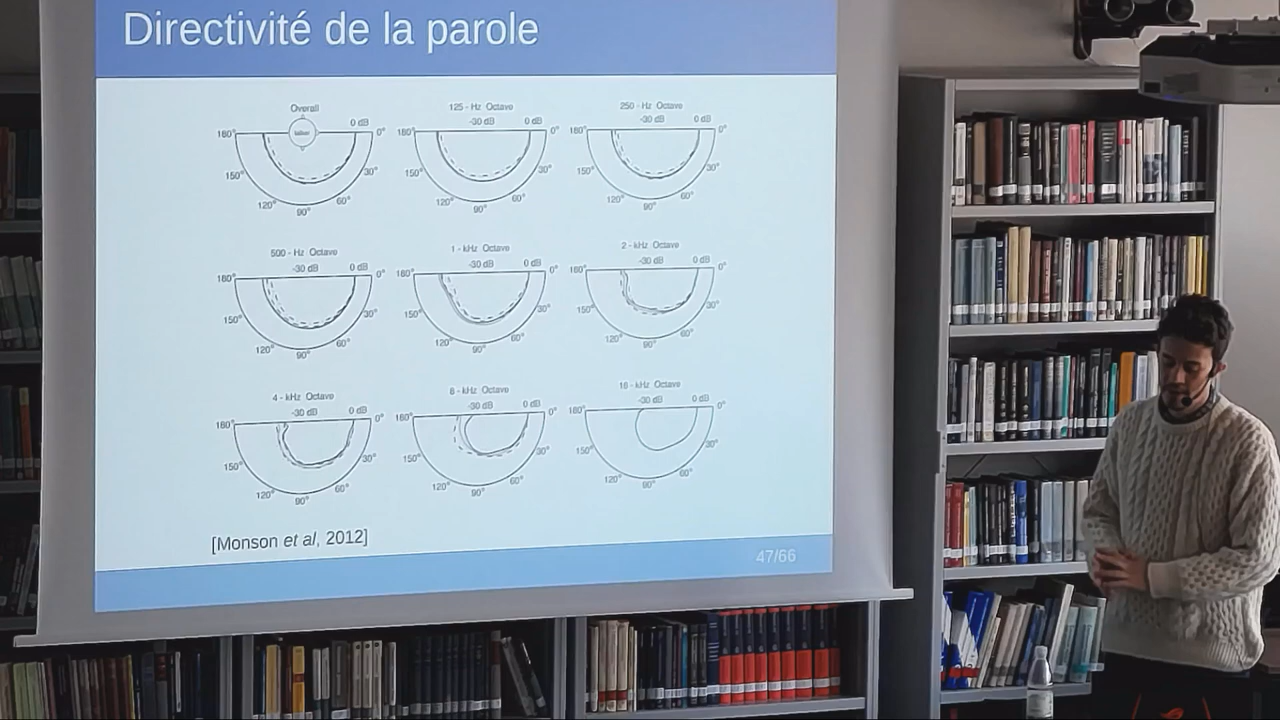 Directivité de la parole
Overall
180° 0 dB 0°
talker
150° 30°
120° 60°
90°
125 - Hz Octave
180° -30 dB 0 dB 0°
150° 30°
120° 60°
90°
250 - Hz Octave
180° -30 dB 0 dB 0°
150° 30°
120° 60°
90°
500 - Hz Octave
180° -30 dB 0 dB 0°
150° 30°
120° 60°
90°
1 - kHz Octave
180° -30 dB 0 dB 0°
150° 30°
120° 60°
90°
2 - kHz Octave
180° -30 dB 0 dB 0°
150° 30°
120° 60°
90°
4 - kHz Octave
180° -30 dB 0 dB 0°
150° 30°
120° 60°
90°
8 - kHz Octave
180° -30 dB 0 dB 0°
150° 30°
120° 60°
90°
16 - kHz Octave
180° -30 dB 0 dB 0°
150° 30°
120° 60°
90°
[Monson et al, 2012]
47/66